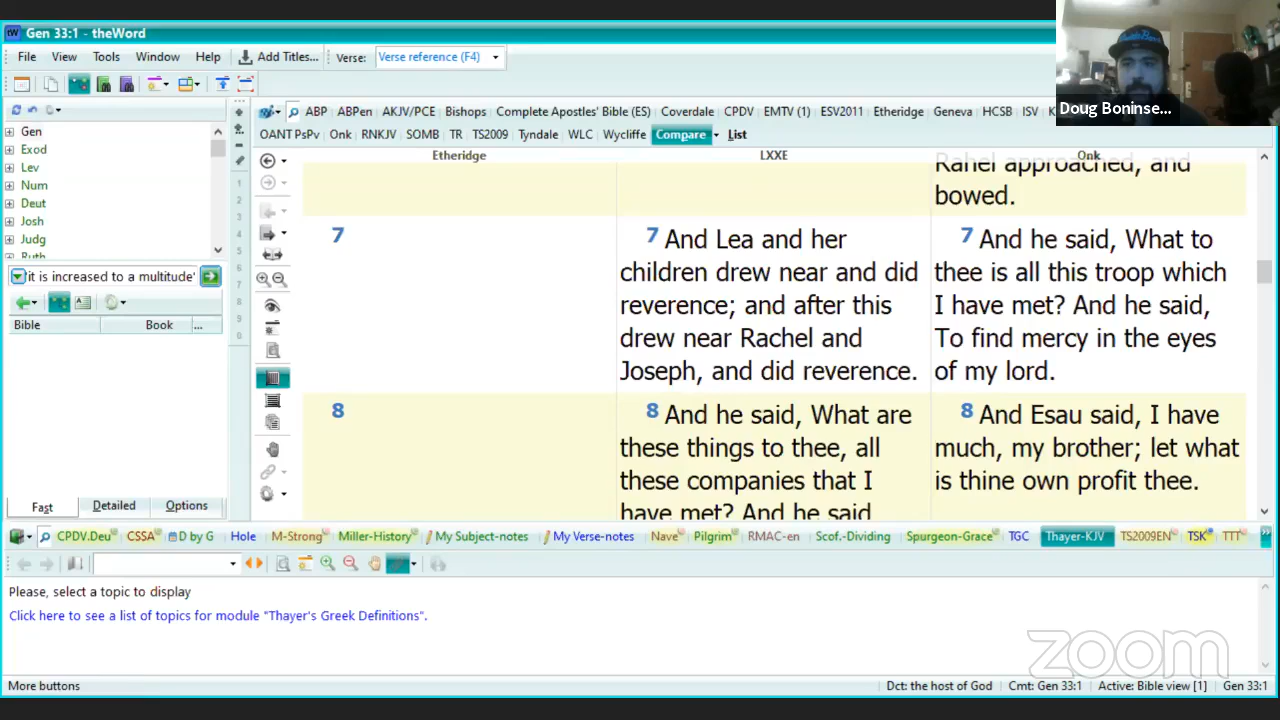 Gen 33:1 - theWord
File View Tools Window Help Add Titles... Verse: Verse reference (F4)
Doug Boninse...
ABP ABPen AKJV/PCE Bishops Complete Apostles' Bible (ES) Coverdale CPDV EMTV (1) ESV2011 Etheridge Geneva HCSB ISV
OANT PsPv Onk RNKJV SOMB TR TS2009 Tyndale WLC Wycliffe Compare List
Gen
Exod
Lev
Num
Deut
Josh
Judg
Ruth
it is increased to a multitude'
Bible Book ...
Fast Detailed Options
Etheridge LXXE Onk
7
8
7 And Lea and her
children drew near and did
reverence; and after this
drew near Rachel and
Joseph, and did reverence.
8 And he said, What are
these things to thee, all
these companies that I
have met? And he said
Rahel approached, and
bowed.
7 And he said, What to
thee is all this troop which
I have met? And he said,
To find mercy in the eyes
of my lord.
8 And Esau said, I have
much, my brother; let what
is thine own profit thee.
CPDV.Deu CSSA D by G Hole M-Strong Miller-History My Subject-notes My Verse-notes Nave Pilgrim RMAC-en Scof.-Dividing Spurgeon-Grace TGC Thayer-KJV TS2009EN TSK TTT
Please, select a topic to display
Click here to see a list of topics for module "Thayer's Greek Definitions".
zoom
More buttons Dct: the host of God Cmt: Gen 33:1 Active: Bible view [1] Gen 33:1